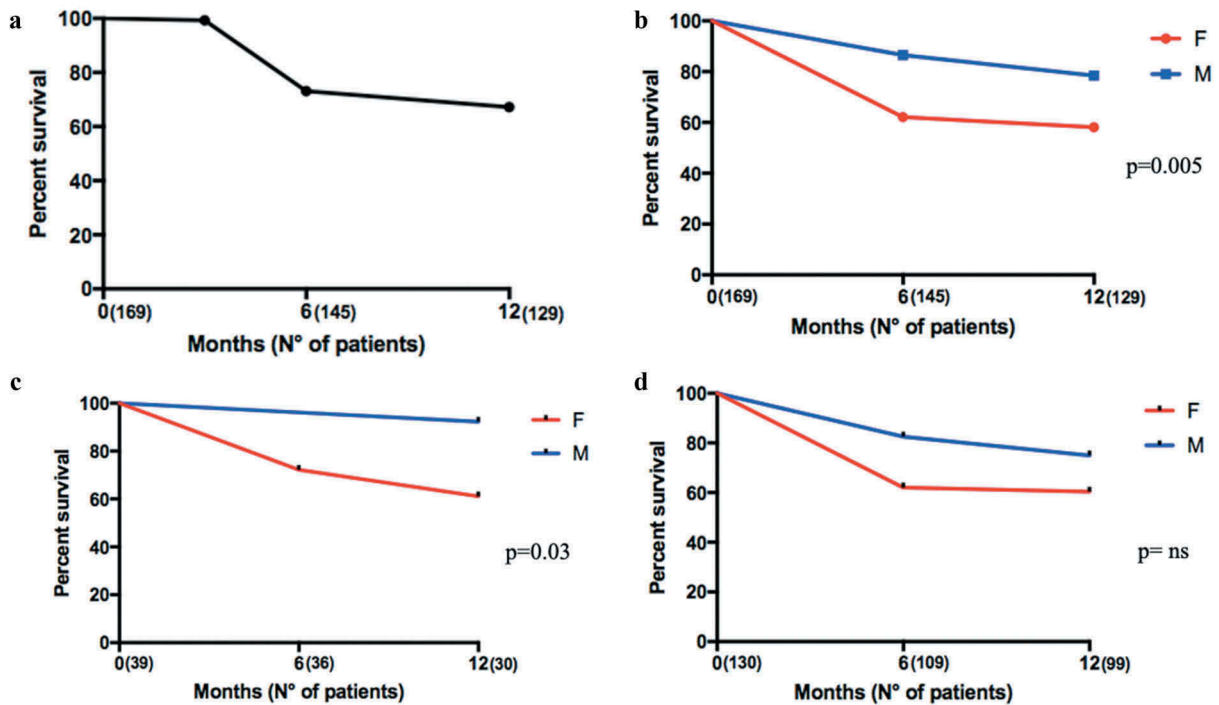 a
100
80
60
40
20
0
Percent survival
0(169) 6(145) 12(129)
Months (N° of patients)
b
100
80
60
40
20
0
Percent survival
0(169) 6(145) 12(129)
Months (N° of patients)
F
M
p=0.005
c
100
80
60
40
20
0
Percent survival
0(39) 6(36) 12(30)
Months (N° of patients)
F
M
p=0.03
d
100
80
60
40
20
0
Percent survival
0(130) 6(109) 12(99)
Months (N° of patients)
F
M
p= ns